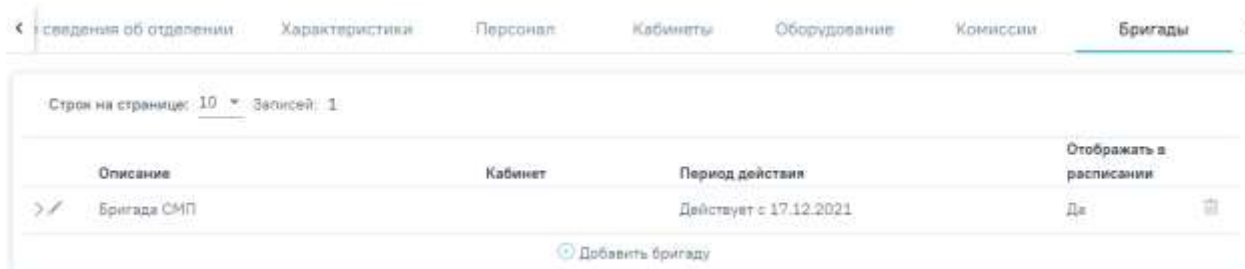 сведения об отделении Характеристики Персонал Кабинеты Оборудование Комиссии Бригады
Строк на странице: 10 Записей: 1
Описание Кабинет Период действия Отображать в расписании
Бригада СМП Действует с 17.12.2021 Да
Добавить бригаду